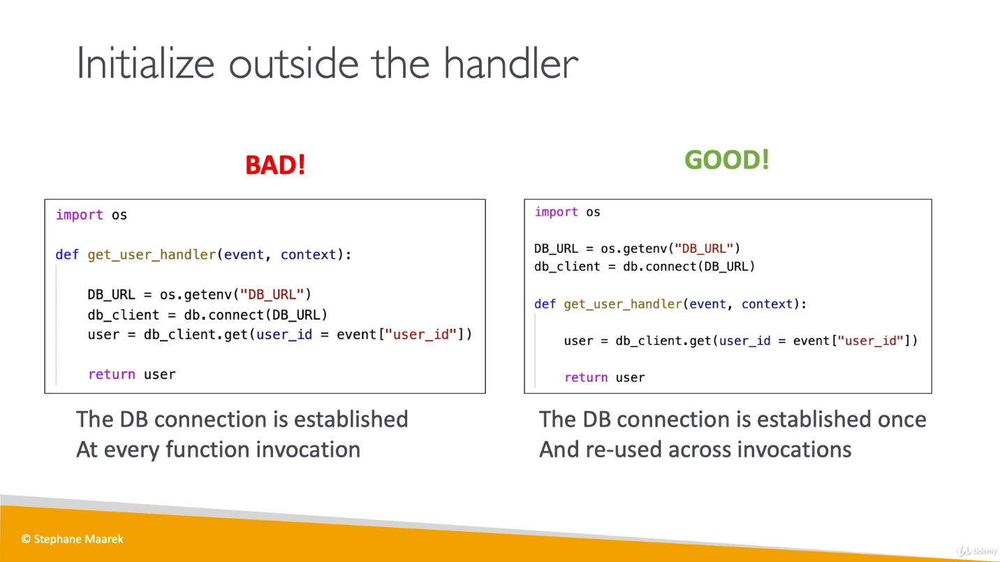 Initialize outside the handler
BAD!
import os
def get_user_handler(event, context):
DB_URL = os.getenv("DB_URL")
db_client = db.connect(DB_URL)
user = db_client.get(user_id = event["user_id"])
return user
The DB connection is established
At every function invocation
GOOD!
import os
DB_URL = os.getenv("DB_URL")
db_client = db.connect(DB_URL)
def get_user_handler(event, context):
user = db_client.get(user_id = event["user_id"])
return user
The DB connection is established once
And re-used across invocations
© Stephane Maarek
Udemy